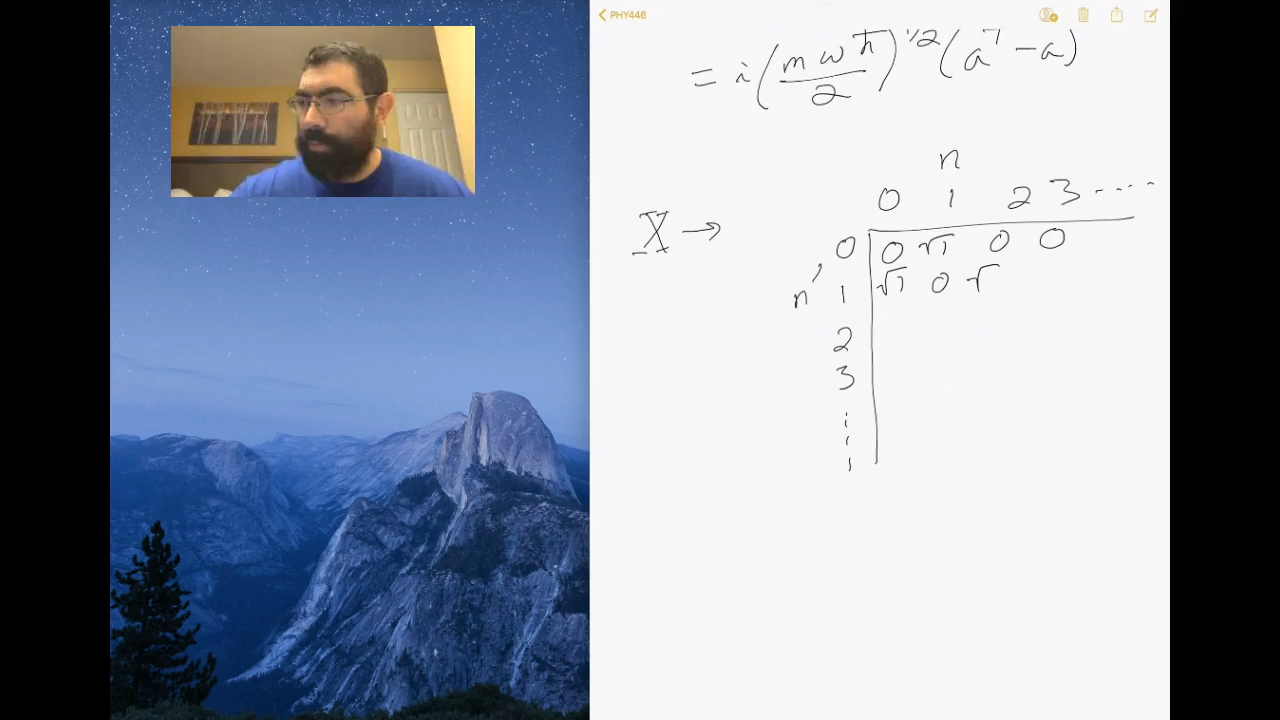 PHY446
= i(mωħ/2)^1/2 (a† - a)
n
0 1 2 3 ....
X →
0 0 √1 0 0
n' 1 √1 0 √
2
3